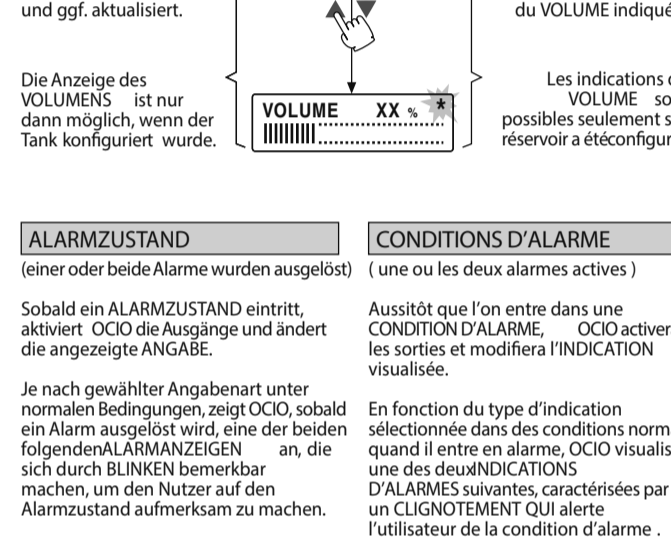 und ggf. aktualisiert.
Die Anzeige des
VOLUMENS ist nur
dann möglich, wenn der
Tank konfiguriert wurde.
VOLUME XX % *
du VOLUME indiqué
Les indications
VOLUME
possibles seulement
réservoir a été
ALARMZUSTAND
(einer oder beide Alarme wurden ausgelöst)
Sobald ein ALARMZUSTAND eintritt,
aktiviert OCIO die Ausgänge und ändert
die angezeigte ANGABE.
Je nach gewählter Angabenart unter
normalen Bedingungen, zeigt OCIO, sobald
ein Alarm ausgelöst wird, eine der beiden
folgendenALARMANZEIGEN an, die
sich durch BLINKEN bemerkbar
machen, um den Nutzer auf den
Alarmzustand aufmerksam zu machen.
CONDITIONS D’ALARME
( une ou les deux alarmes actives )
Aussitôt que l’on entre dans une
CONDITION D’ALARME, OCIO activer
les sorties et modifiera l’INDICATION
visualisée.
En fonction du type d’indication
sélectionnée dans des conditions norm
quand il entre en alarme, OCIO visualis
une des deuxINDICATIONS
D’ALARMES suivantes, caractérisées par
un CLIGNOTEMENT QUI alerte
l’utilisateur de la condition d’alarme .